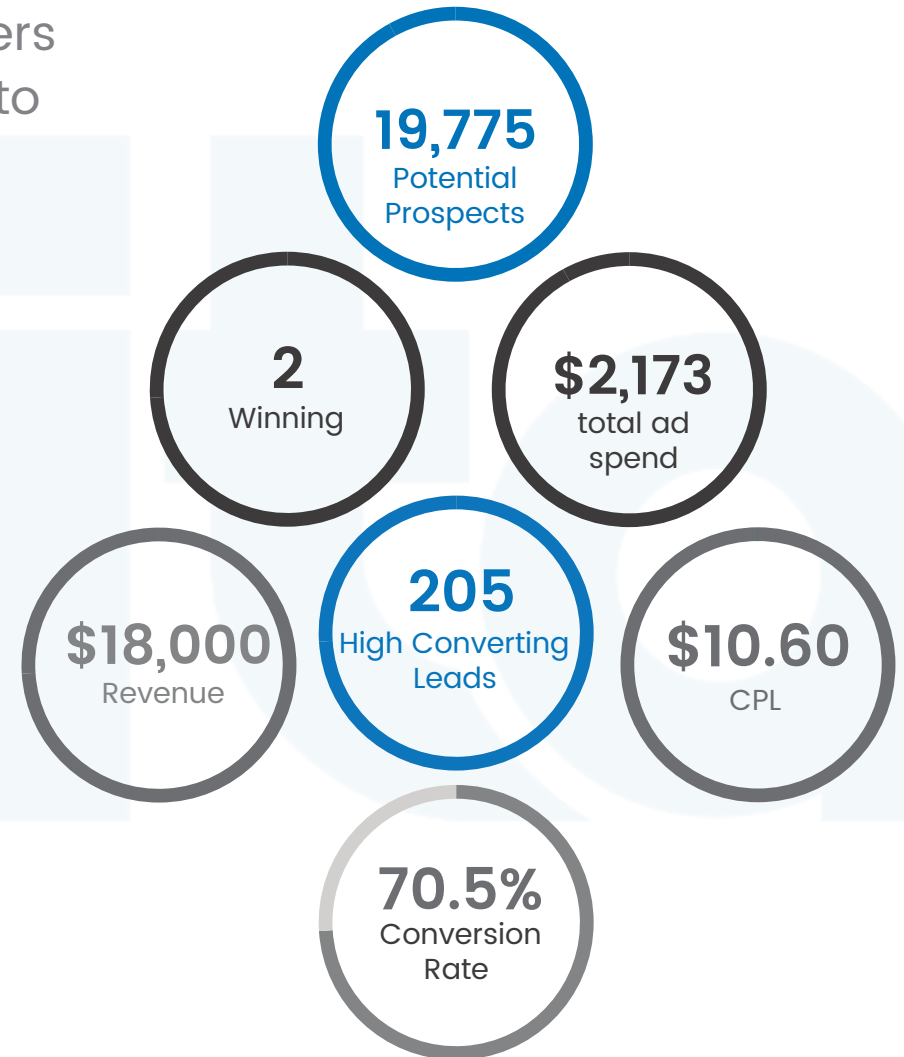 ers
to
19,775
Potential
Prospects
2
Winning
$2,173
total ad
spend
$18,000
Revenue
205
High Converting
Leads
$10.60
CPL
70.5%
Conversion
Rate